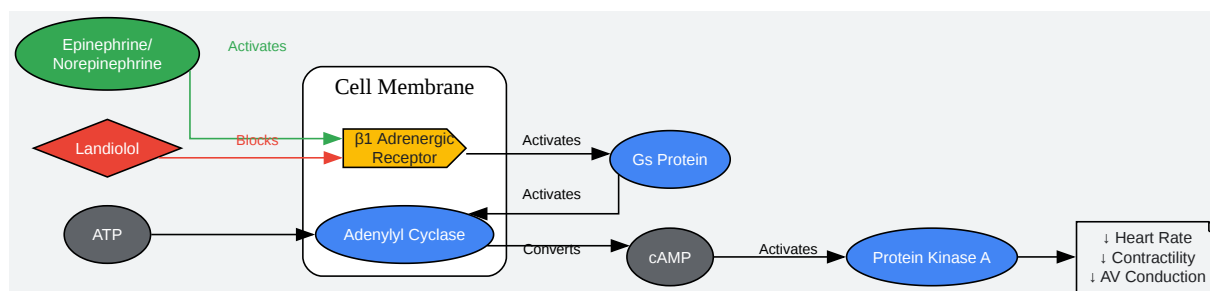 Epinephrine/
Norepinephrine
Activates
Cell Membrane
Landiolol
Blocks
β1 Adrenergic
Receptor
Activates
Gs Protein
Activates
ATP
Adenylyl Cyclase
Converts
cAMP
Activates
Protein Kinase A
↓ Heart Rate
↓ Contractility
↓ AV Conduction